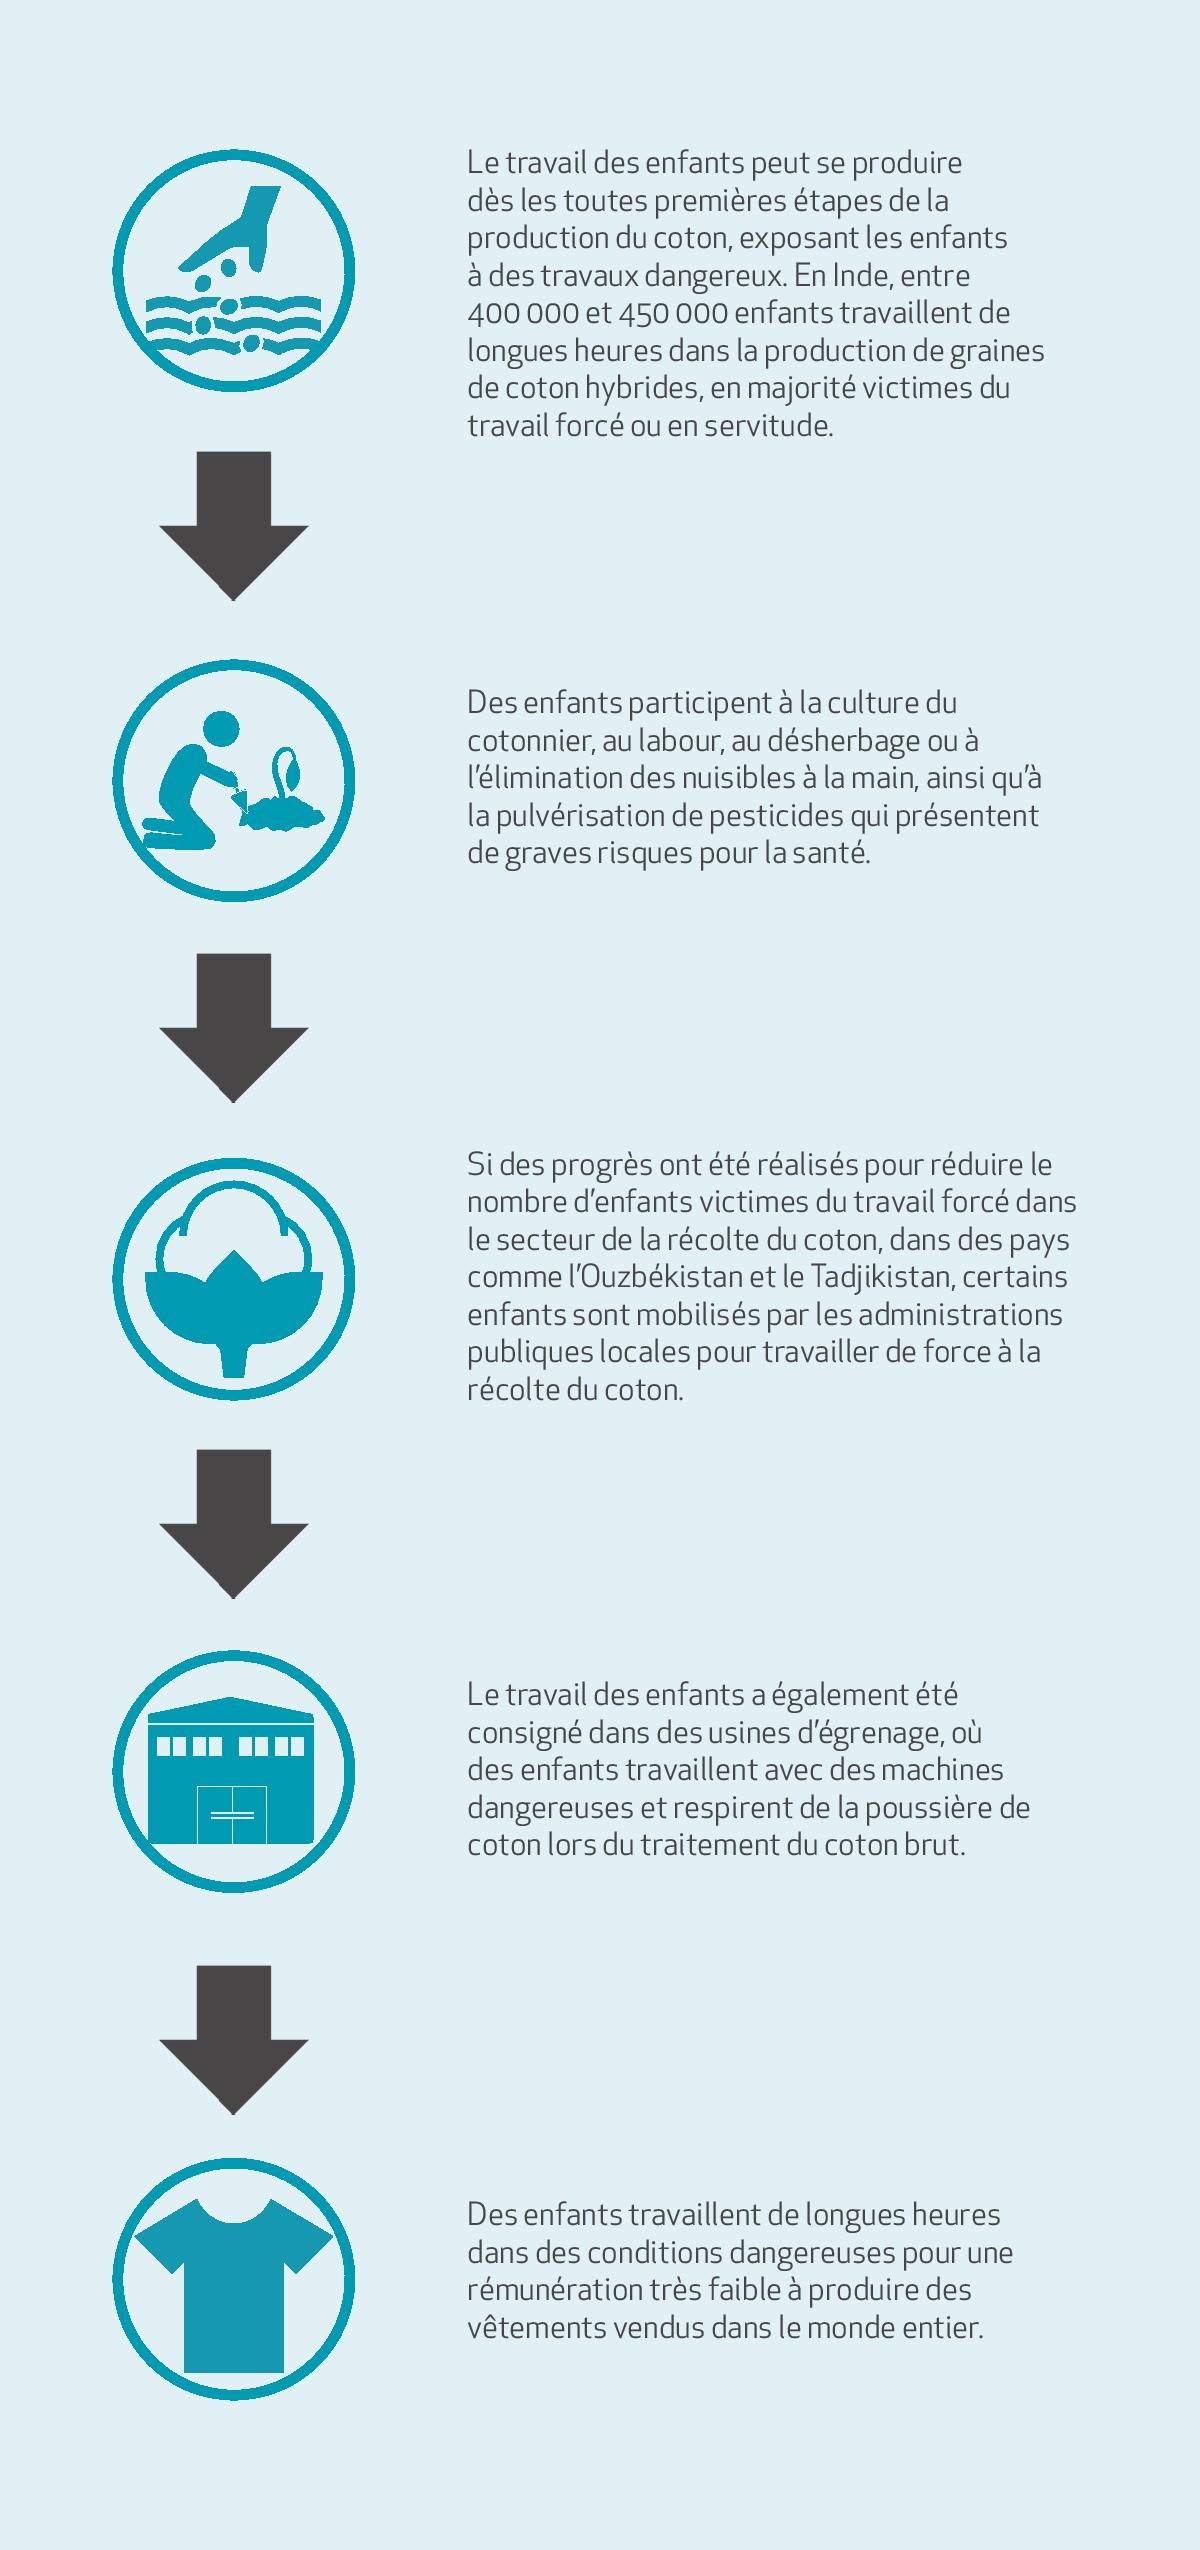 Le travail des enfants peut se produire
dès les toutes premières étapes de la
production du coton, exposant les enfants
à des travaux dangereux. En Inde, entre
400 000 et 450 000 enfants travaillent de
longues heures dans la production de graines
de coton hybrides, en majorité victimes du
travail forcé ou en servitude.
Des enfants participent à la culture du
cotonnier, au labour, au désherbage ou à
l'élimination des nuisibles à la main, ainsi qu'à
la pulvérisation de pesticides qui présentent
de graves risques pour la santé.
Si des progrès ont été réalisés pour réduire le
nombre d'enfants victimes du travail forcé dans
le secteur de la récolte du coton, dans des pays
comme l'Ouzbékistan et le Tadjikistan, certains
enfants sont mobilisés par les administrations
publiques locales pour travailler de force à la
récolte du coton.
Le travail des enfants a également été
consigné dans des usines d'égrenage, où
des enfants travaillent avec des machines
dangereuses et respirent de la poussière de
coton lors du traitement du coton brut.
Des enfants travaillent de longues heures
dans des conditions dangereuses pour une
rémunération très faible à produire des
vêtements vendus dans le monde entier.